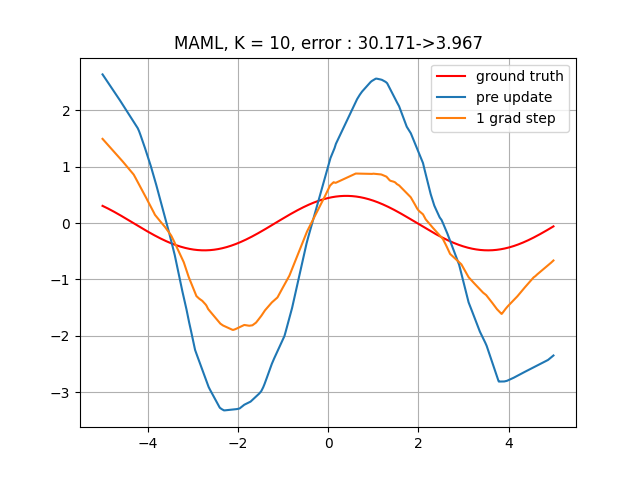 MAML, K = 10, error : 30.171->3.967
ground truth
pre update
1 grad step
2
1
0
−1
−2
−3
−4 −2 0 2 4